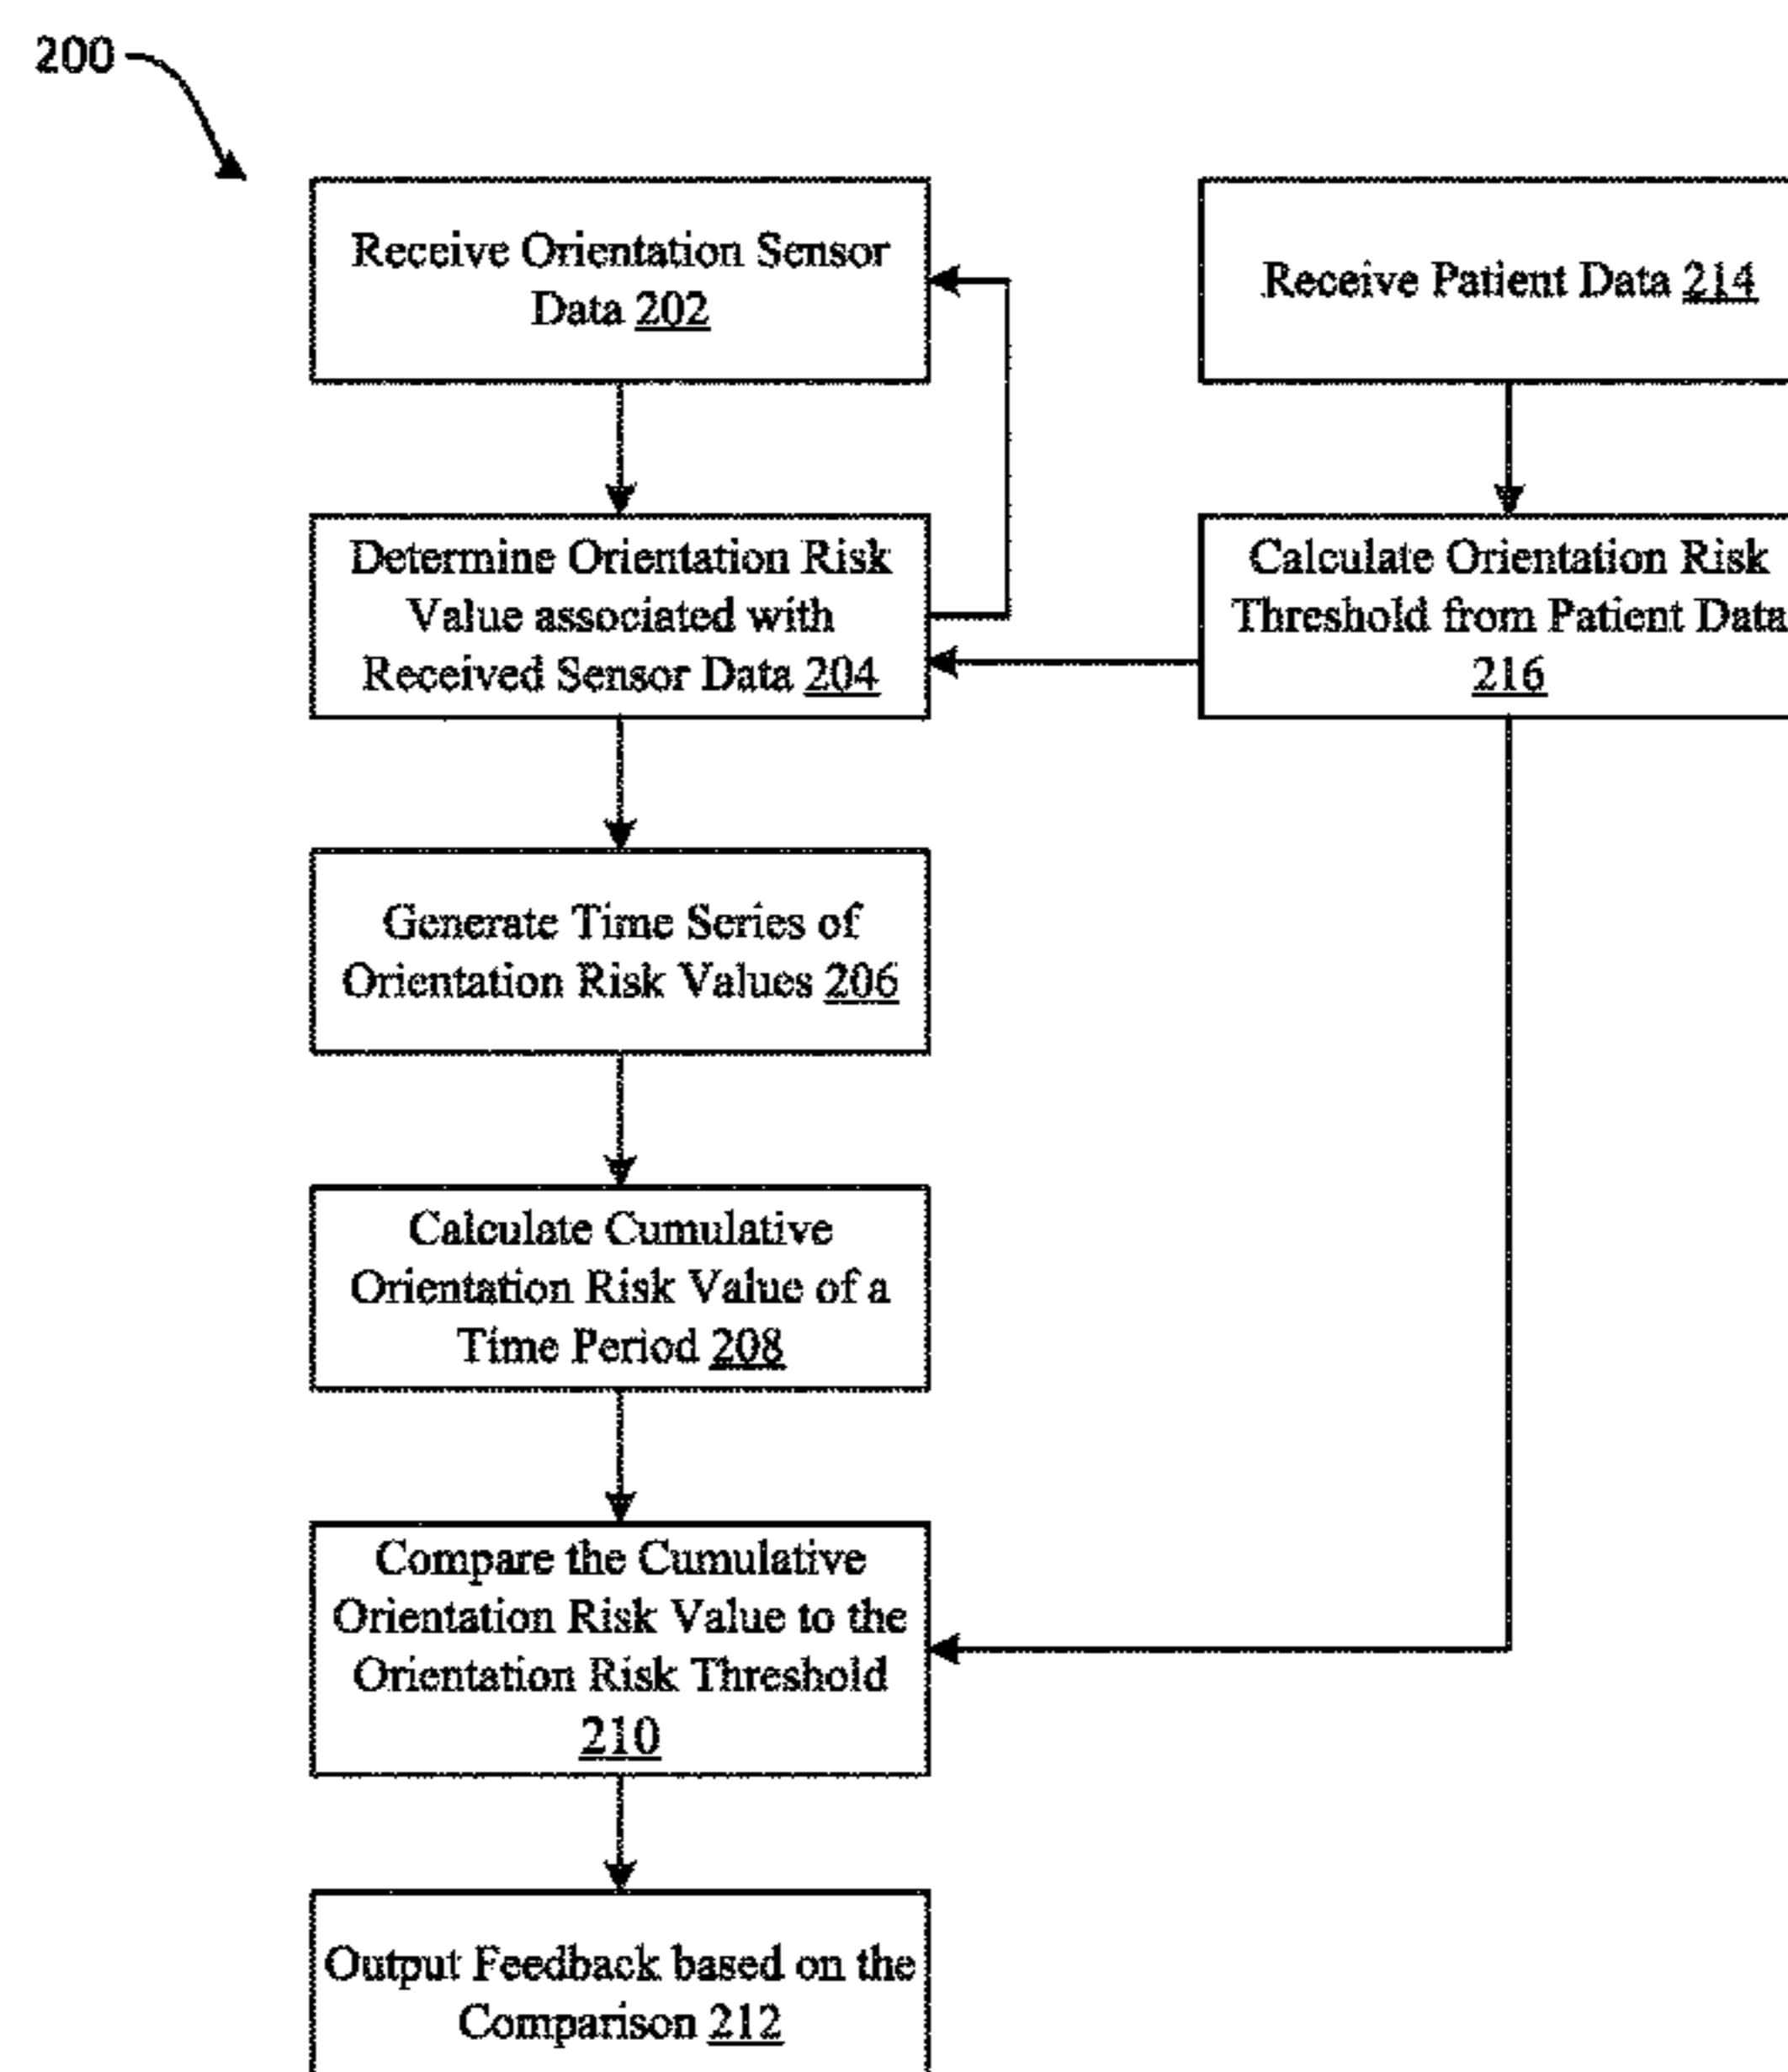 200
Receive Orientation Sensor
Data 202
Receive Patient Data 214
Determine Orientation Risk
Value associated with
Received Sensor Data 204
Calculate Orientation Risk
Threshold from Patient Data
216
Generate Time Series of
Orientation Risk Values 206
Calculate Cumulative
Orientation Risk Value of a
Time Period 208
Compare the Cumulative
Orientation Risk Value to the
Orientation Risk Threshold
210
Output Feedback based on the
Comparison 212